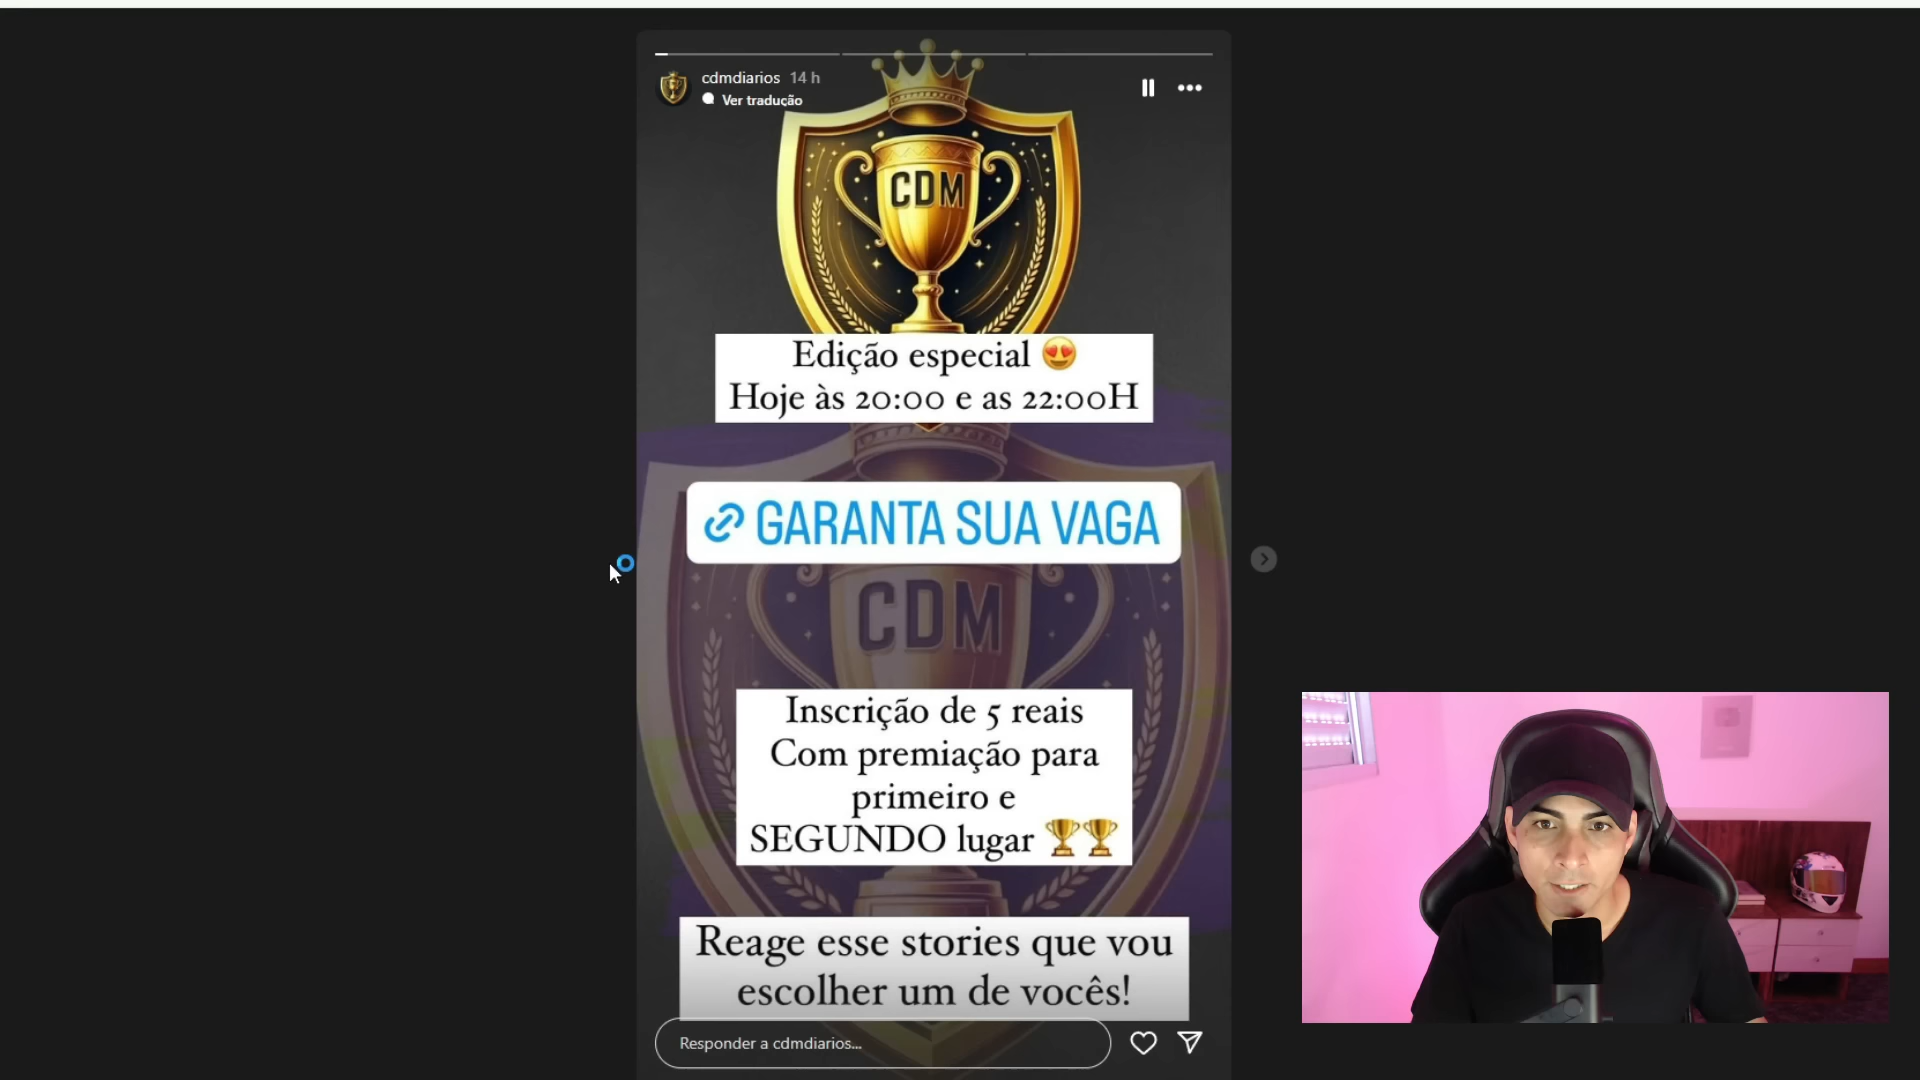 cdmdiarios 14 h
Ver tradução
CDM
Edição especial 😍
Hoje às 20:00 e as 22:00H
GARANTA SUA VAGA
CDM
Inscrição de 5 reais
Com premiação para
primeiro e
SEGUNDO lugar 🏆🏆
Reage esse stories que vou
escolher um de vocês!
Responder a cdmdiarios...